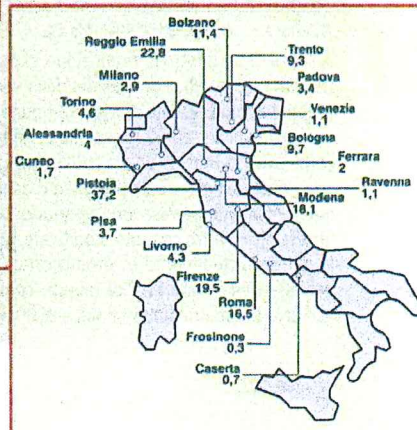 Bolzano
11,4
Reggio Emilia
22,8
Trento
9,3
Milano
2,9
Padova
3,4
Torino
4,6
Venezia
1,1
Alessandria
4
Bologna
9,7
Cuneo
1,7
Ferrara
2
Pistoia
37,2
Ravenna
1,1
Modena
18,1
Pisa
3,7
Livorno
4,3
Firenze
19,5
Roma
16,5
Frosinone
0,3
Caserta
0,7